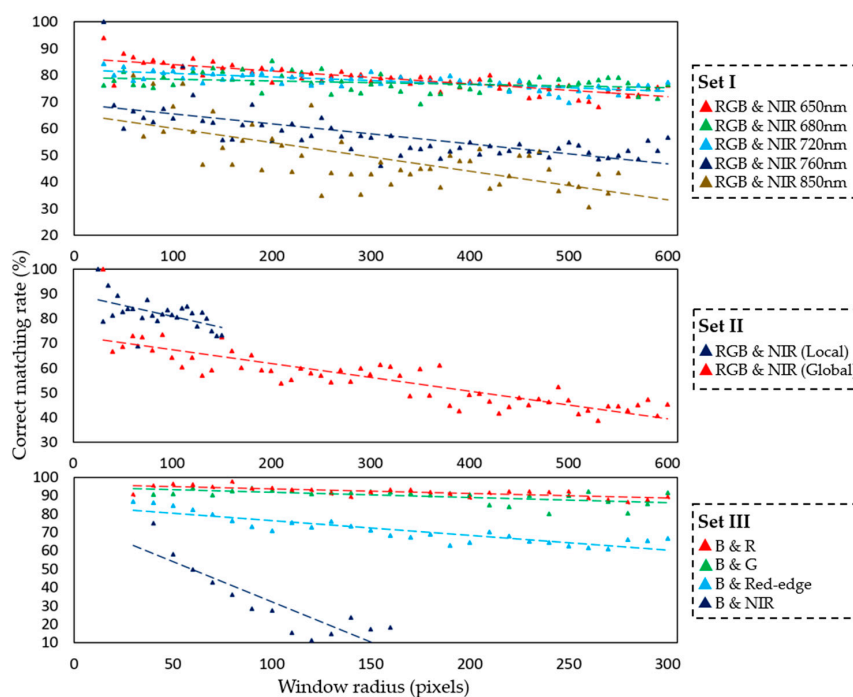 Correct matching rate (%)
100
90
80
70
60
50
40
30
20
0 100 200 300 400 500 600
Set I
RGB & NIR 650nm
RGB & NIR 680nm
RGB & NIR 720nm
RGB & NIR 760nm
RGB & NIR 850nm
100
90
80
70
60
50
40
30
0 100 200 300 400 500 600
Set II
RGB & NIR (Local)
RGB & NIR (Global)
100
90
80
70
60
50
40
30
20
10
0 50 100 150 200 250 300
Set III
B & R
B & G
B & Red-edge
B & NIR
Window radius (pixels)